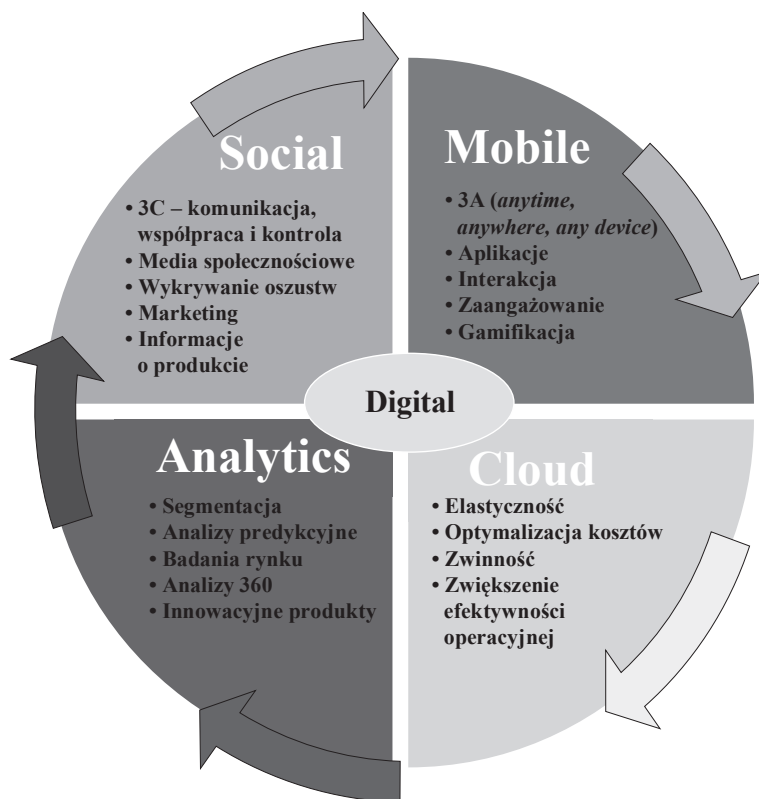 Social
• 3C – komunikacja,
współpraca i kontrola
• Media społecznościowe
• Wykrywanie oszustw
• Marketing
• Informacje
o produkcie
Mobile
• 3A (anytime,
anywhere, any device)
• Aplikacje
• Interakcja
• Zaangażowanie
• Gamifikacja
Digital
Analytics
• Segmentacja
• Analizy predykcyjne
• Badania rynku
• Analizy 360
• Innowacyjne produkty
Cloud
• Elastyczność
• Optymalizacja kosztów
• Zwinność
• Zwiększenie
efektywności
operacyjnej